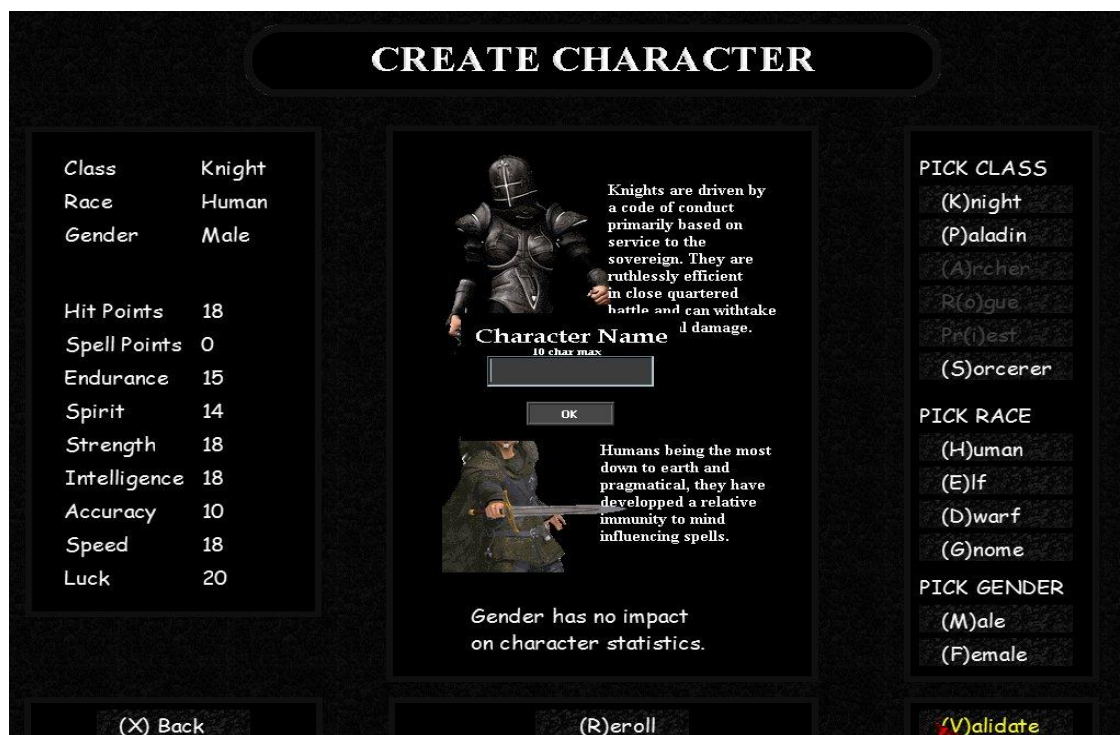 CREATE CHARACTER
Class Knight
Race Human
Gender Male
Hit Points 18
Spell Points 0
Endurance 15
Spirit 14
Strength 18
Intelligence 18
Accuracy 10
Speed 18
Luck 20
Knights are driven by
a code of conduct
primarily based on
service to the
sovereign. They are
ruthlessly efficient
in close quartered
battle and can withtake
damage.
Character Name
10 char max
OK
Humans being the most
down to earth and
pragmatical, they have
developped a relative
immunity to mind
influencing spells.
Gender has no impact
on character statistics.
PICK CLASS
(K)night
(P)aladin
(A)rcher
R(o)gue
Pr(i)est
(S)orcerer
PICK RACE
(H)uman
(E)lf
(D)warf
(G)nome
PICK GENDER
(M)ale
(F)emale
(X) Back
(R)eroll
(V)alidate